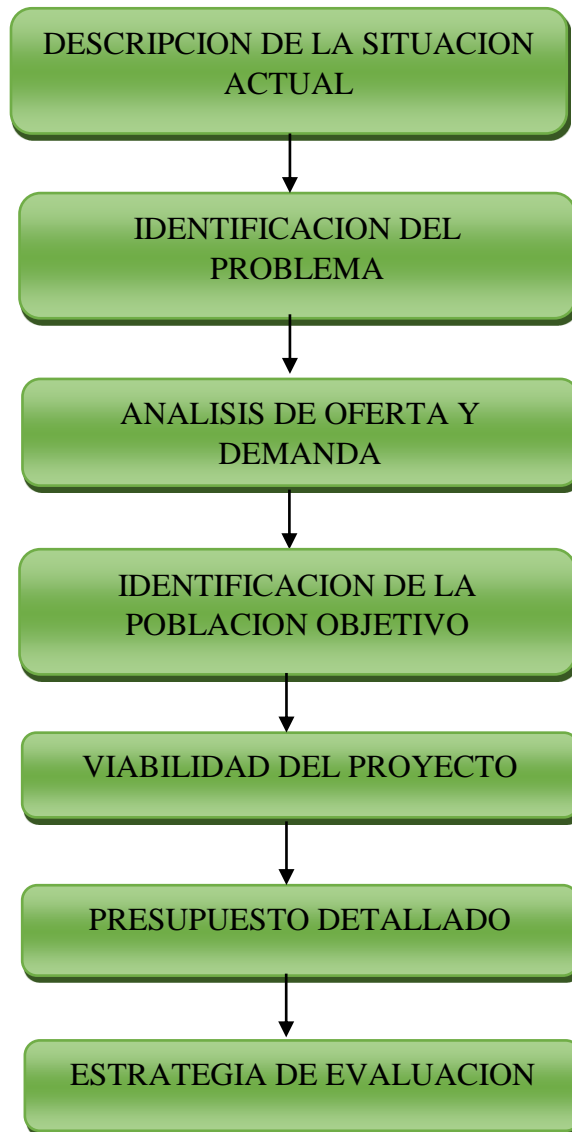 DESCRIPCION DE LA SITUACION
ACTUAL
IDENTIFICACION DEL
PROBLEMA
ANALISIS DE OFERTA Y
DEMANDA
IDENTIFICACION DE LA
POBLACION OBJETIVO
VIABILIDAD DEL PROYECTO
PRESUPUESTO DETALLADO
ESTRATEGIA DE EVALUACION